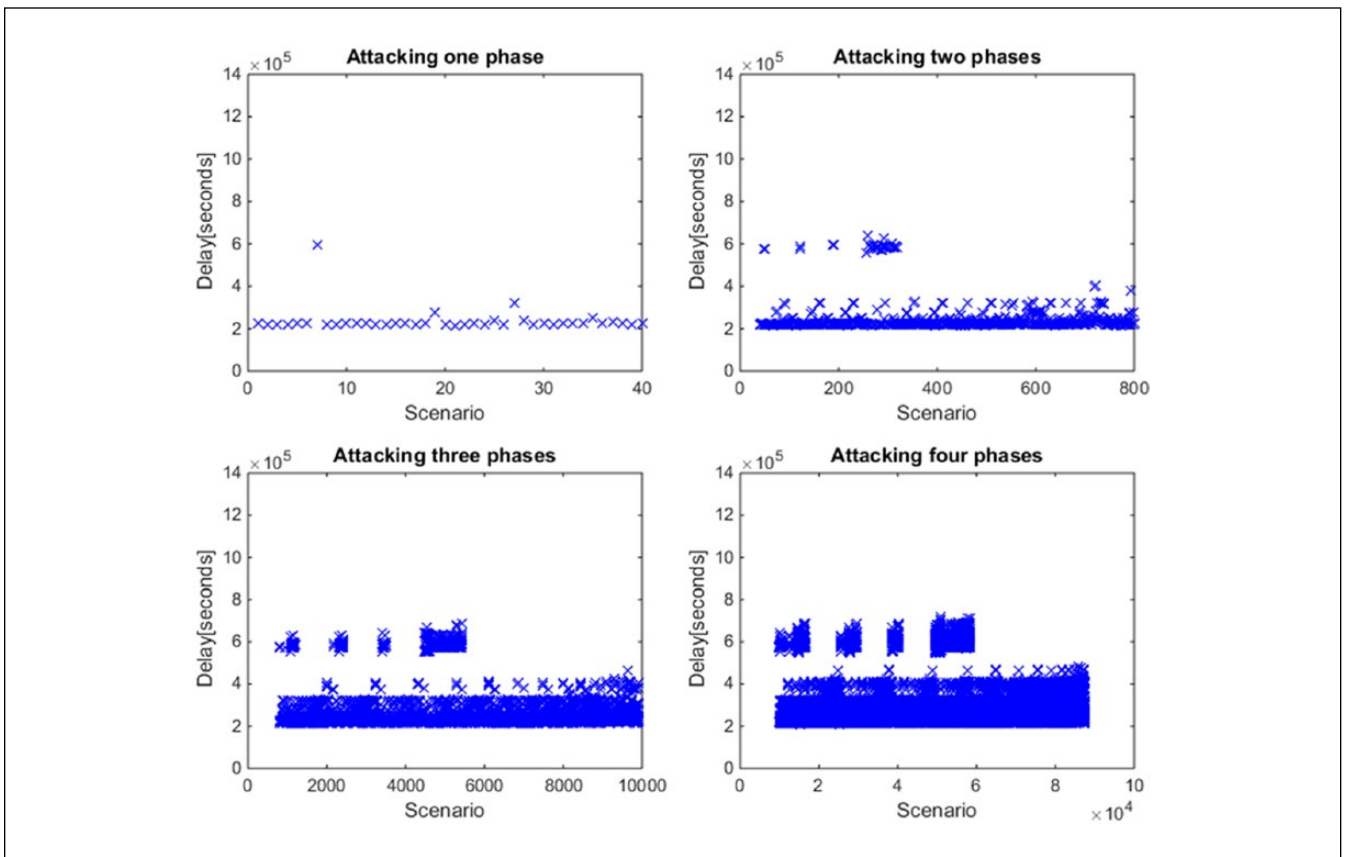 Attacking one phase
× 10^5
14
12
10
8
6
4
2
0
Delay[seconds]
0 10 20 30 40
Scenario
Attacking two phases
× 10^5
14
12
10
8
6
4
2
0
Delay[seconds]
0 200 400 600 800
Scenario
Attacking three phases
× 10^5
14
12
10
8
6
4
2
0
Delay[seconds]
0 2000 4000 6000 8000 10000
Scenario
Attacking four phases
× 10^5
14
12
10
8
6
4
2
0
Delay[seconds]
0 2 4 6 8 10
Scenario
× 10^4